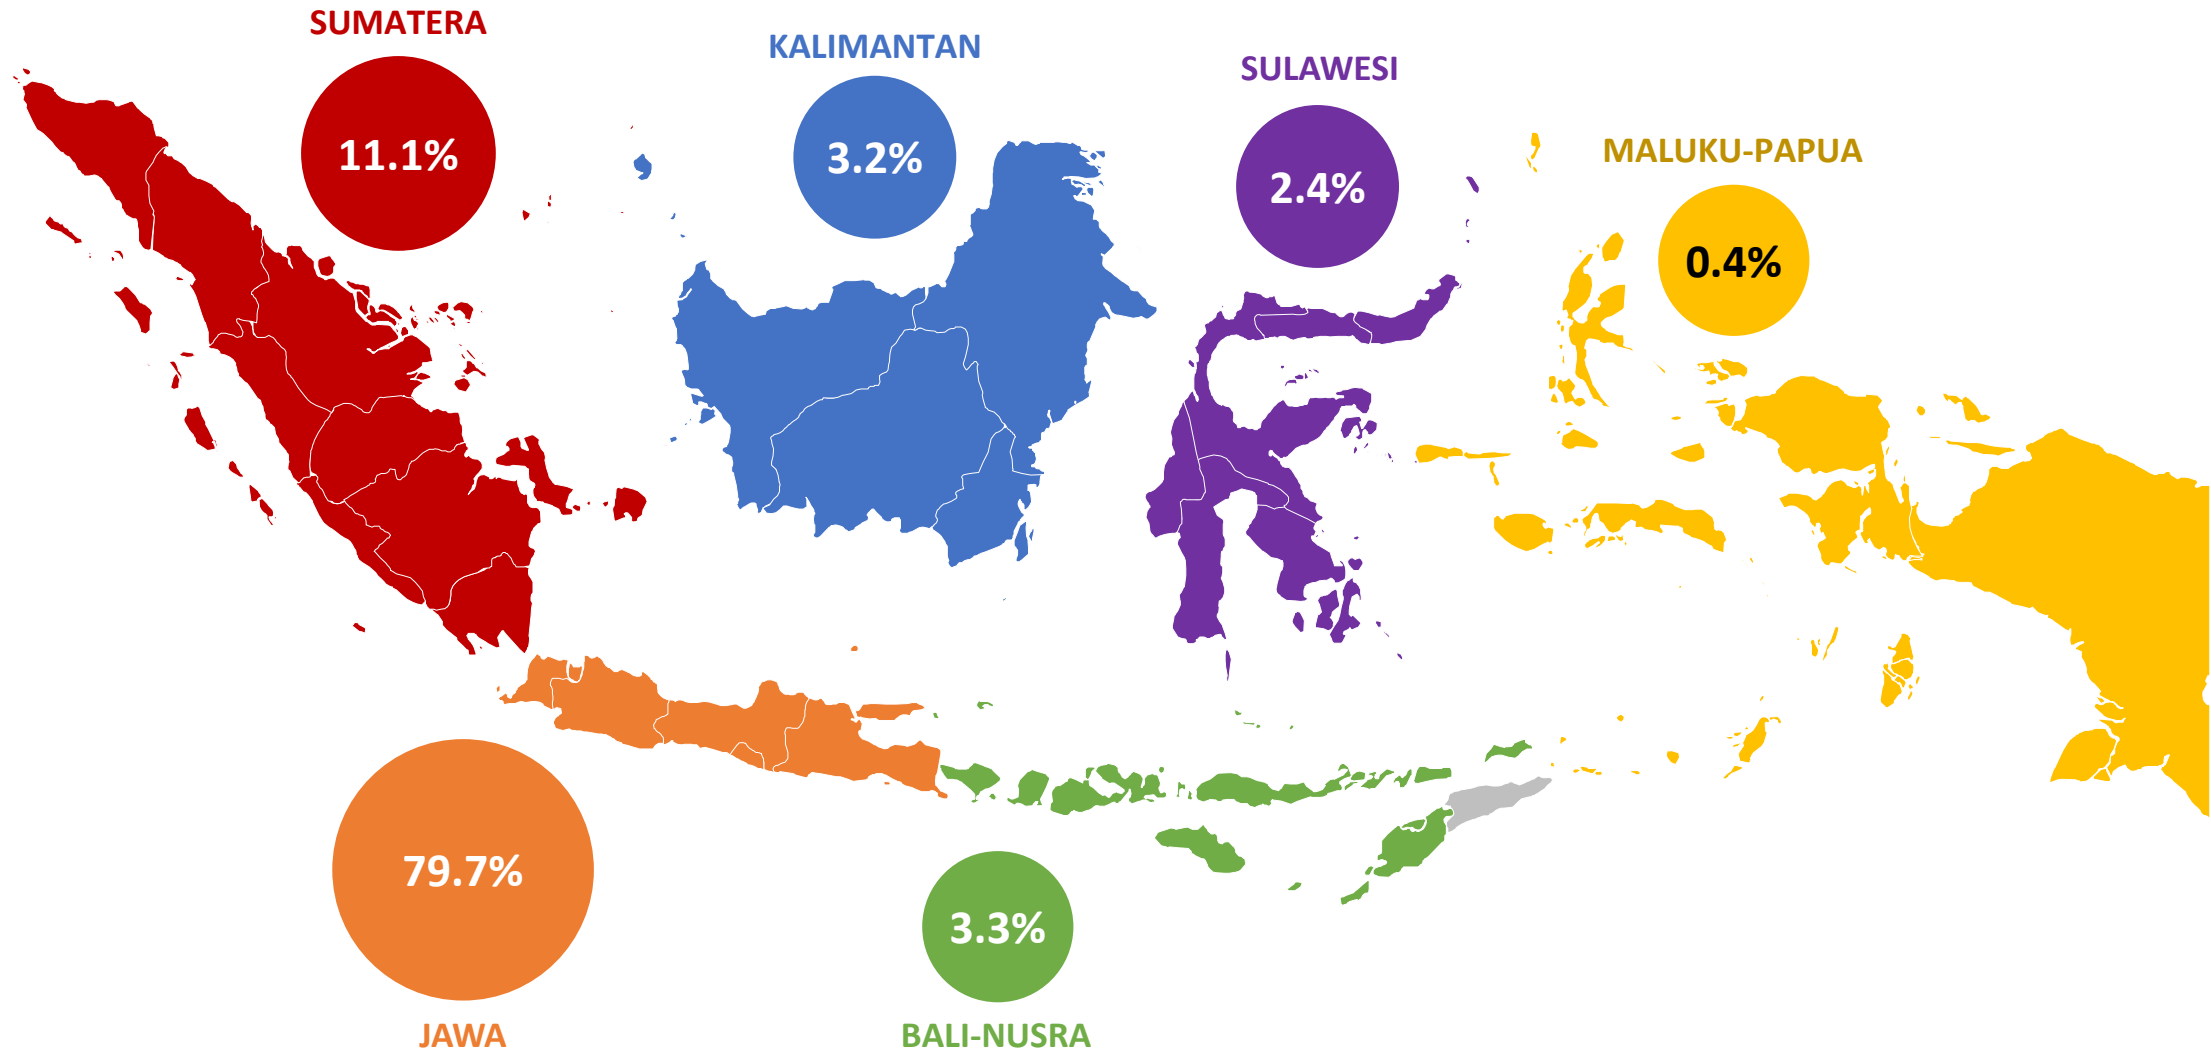 SUMATERA
11.1%
KALIMANTAN
3.2%
SULAWESI
2.4%
MALUKU-PAPUA
0.4%
79.7%
JAWA
3.3%
BALI-NUSRA